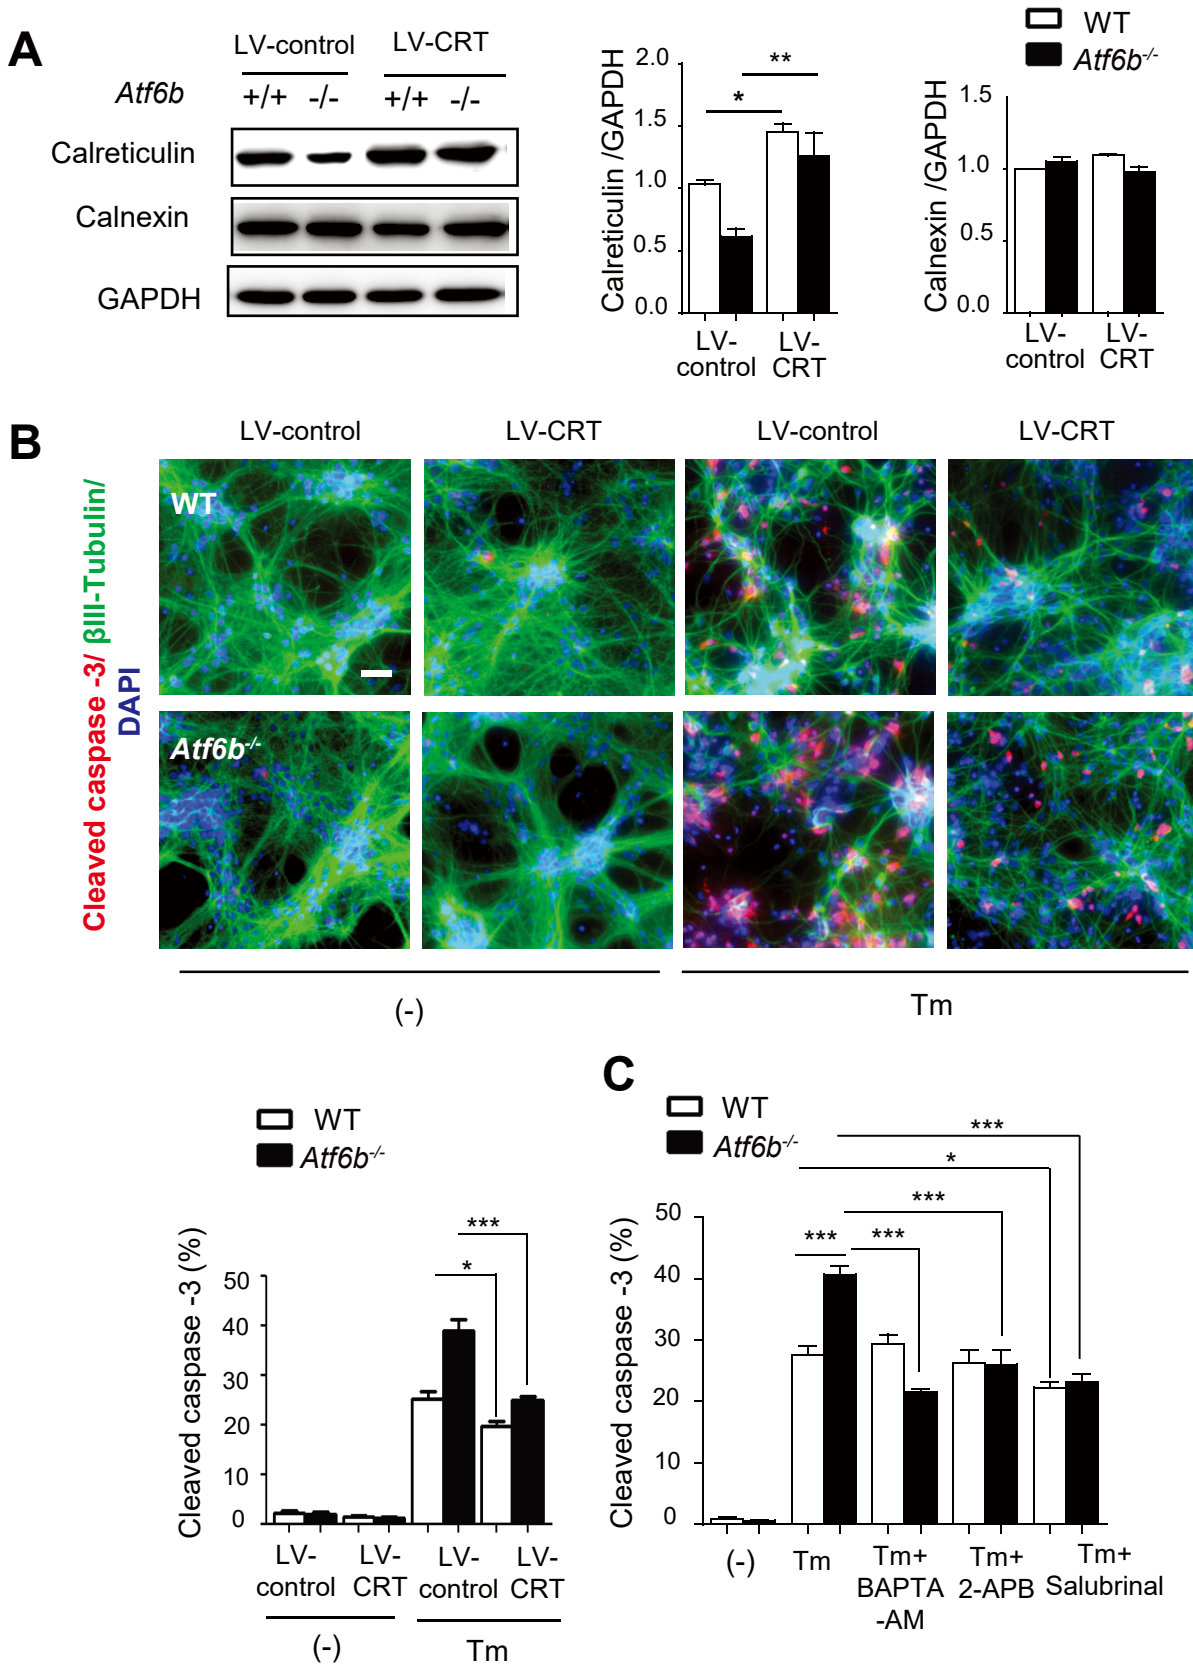 A
LV-control
LV-CRT
Atf6b
+/+ -/- +/+ -/-
Calreticulin
Calnexin
GAPDH
Calreticulin /GAPDH
2.0
1.5
1.0
0.5
0.0
*
**
LV-
control
LV-
CRT
WT
Atf6b-/-
Calnexin /GAPDH
1.5
1.0
0.5
0.0
LV-
control
LV-
CRT
B
LV-control
LV-CRT
LV-control
LV-CRT
Cleaved caspase -3/ βIII-Tubulin/
DAPI
WT
Atf6b-/-
(-)
Tm
WT
Atf6b-/-
Cleaved caspase -3 (%)
50
40
30
20
10
0
*
***
LV-
control
LV-
CRT
LV-
control
LV-
CRT
(-)
Tm
C
WT
Atf6b-/-
Cleaved caspase -3 (%)
50
40
30
20
10
0
***
*
***
***
***
(-)
Tm
Tm+
BAPTA
-AM
Tm+
2-APB
Tm+
Salubrinal